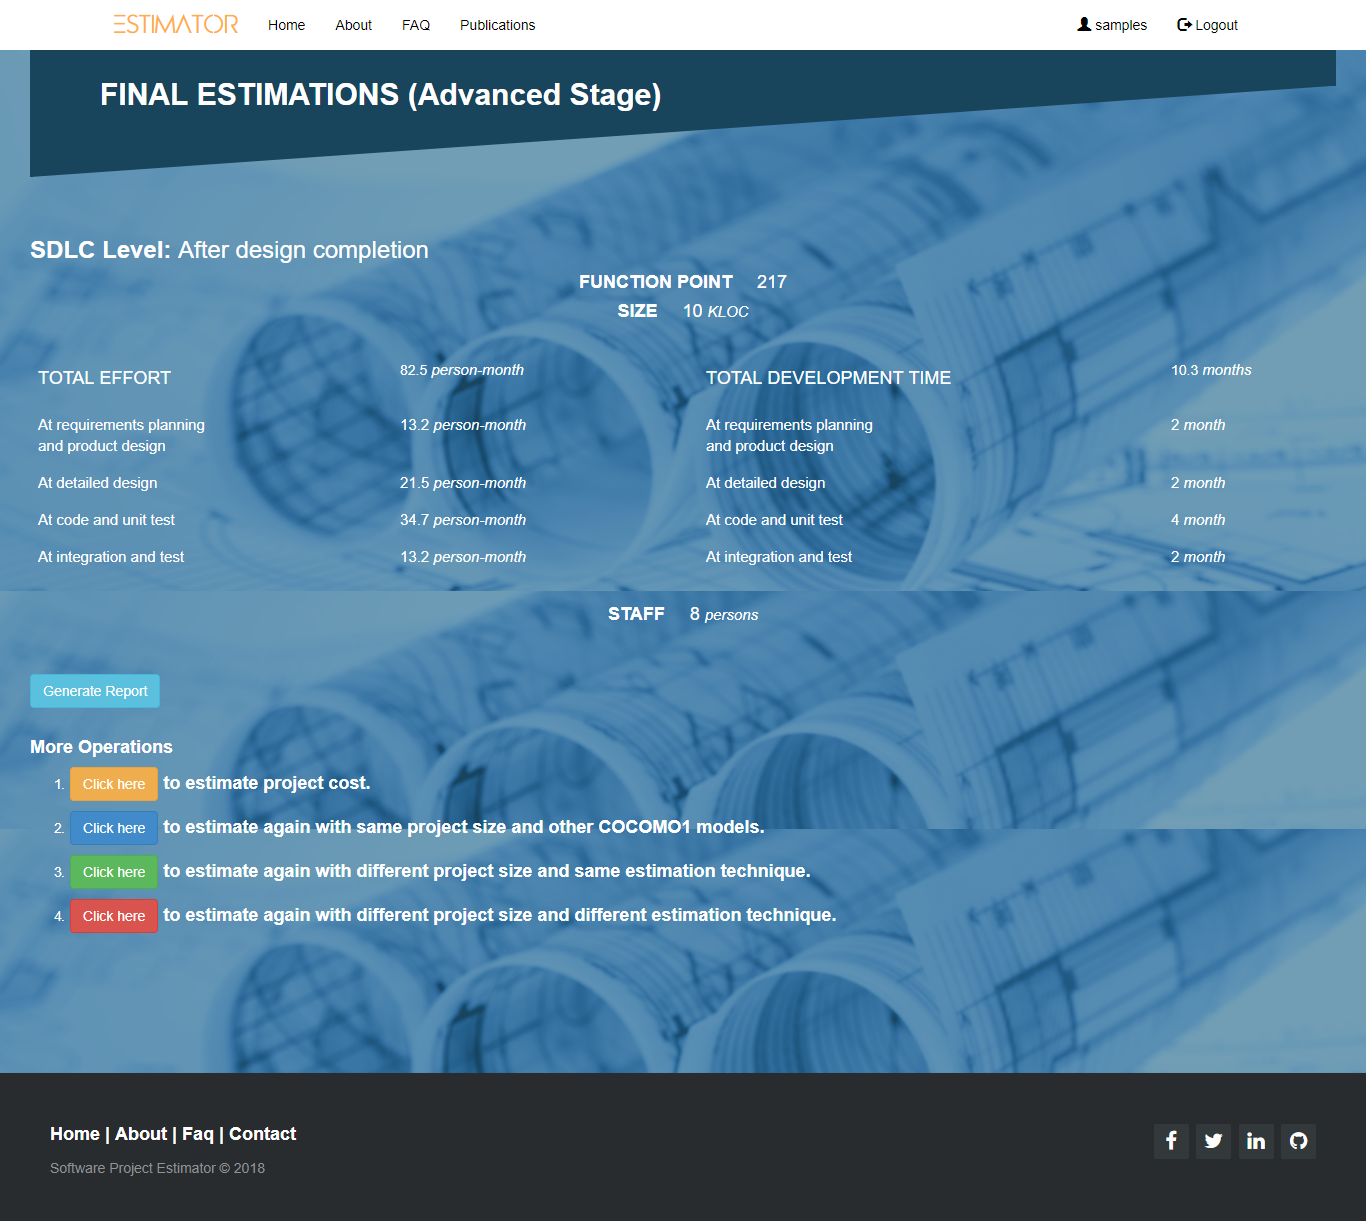 ESTIMATOR Home About FAQ Publications samples Logout
FINAL ESTIMATIONS (Advanced Stage)
SDLC Level: After design completion
FUNCTION POINT 217
SIZE 10 KLOC
TOTAL EFFORT 82.5 person-month
At requirements planning 13.2 person-month
and product design
At detailed design 21.5 person-month
At code and unit test 34.7 person-month
At integration and test 13.2 person-month
TOTAL DEVELOPMENT TIME 10.3 months
At requirements planning 2 month
and product design
At detailed design 2 month
At code and unit test 4 month
At integration and test 2 month
STAFF 8 persons
Generate Report
More Operations
1. Click here to estimate project cost.
2. Click here to estimate again with same project size and other COCOMO1 models.
3. Click here to estimate again with different project size and same estimation technique.
4. Click here to estimate again with different project size and different estimation technique.
Home | About | Faq | Contact
Software Project Estimator © 2018